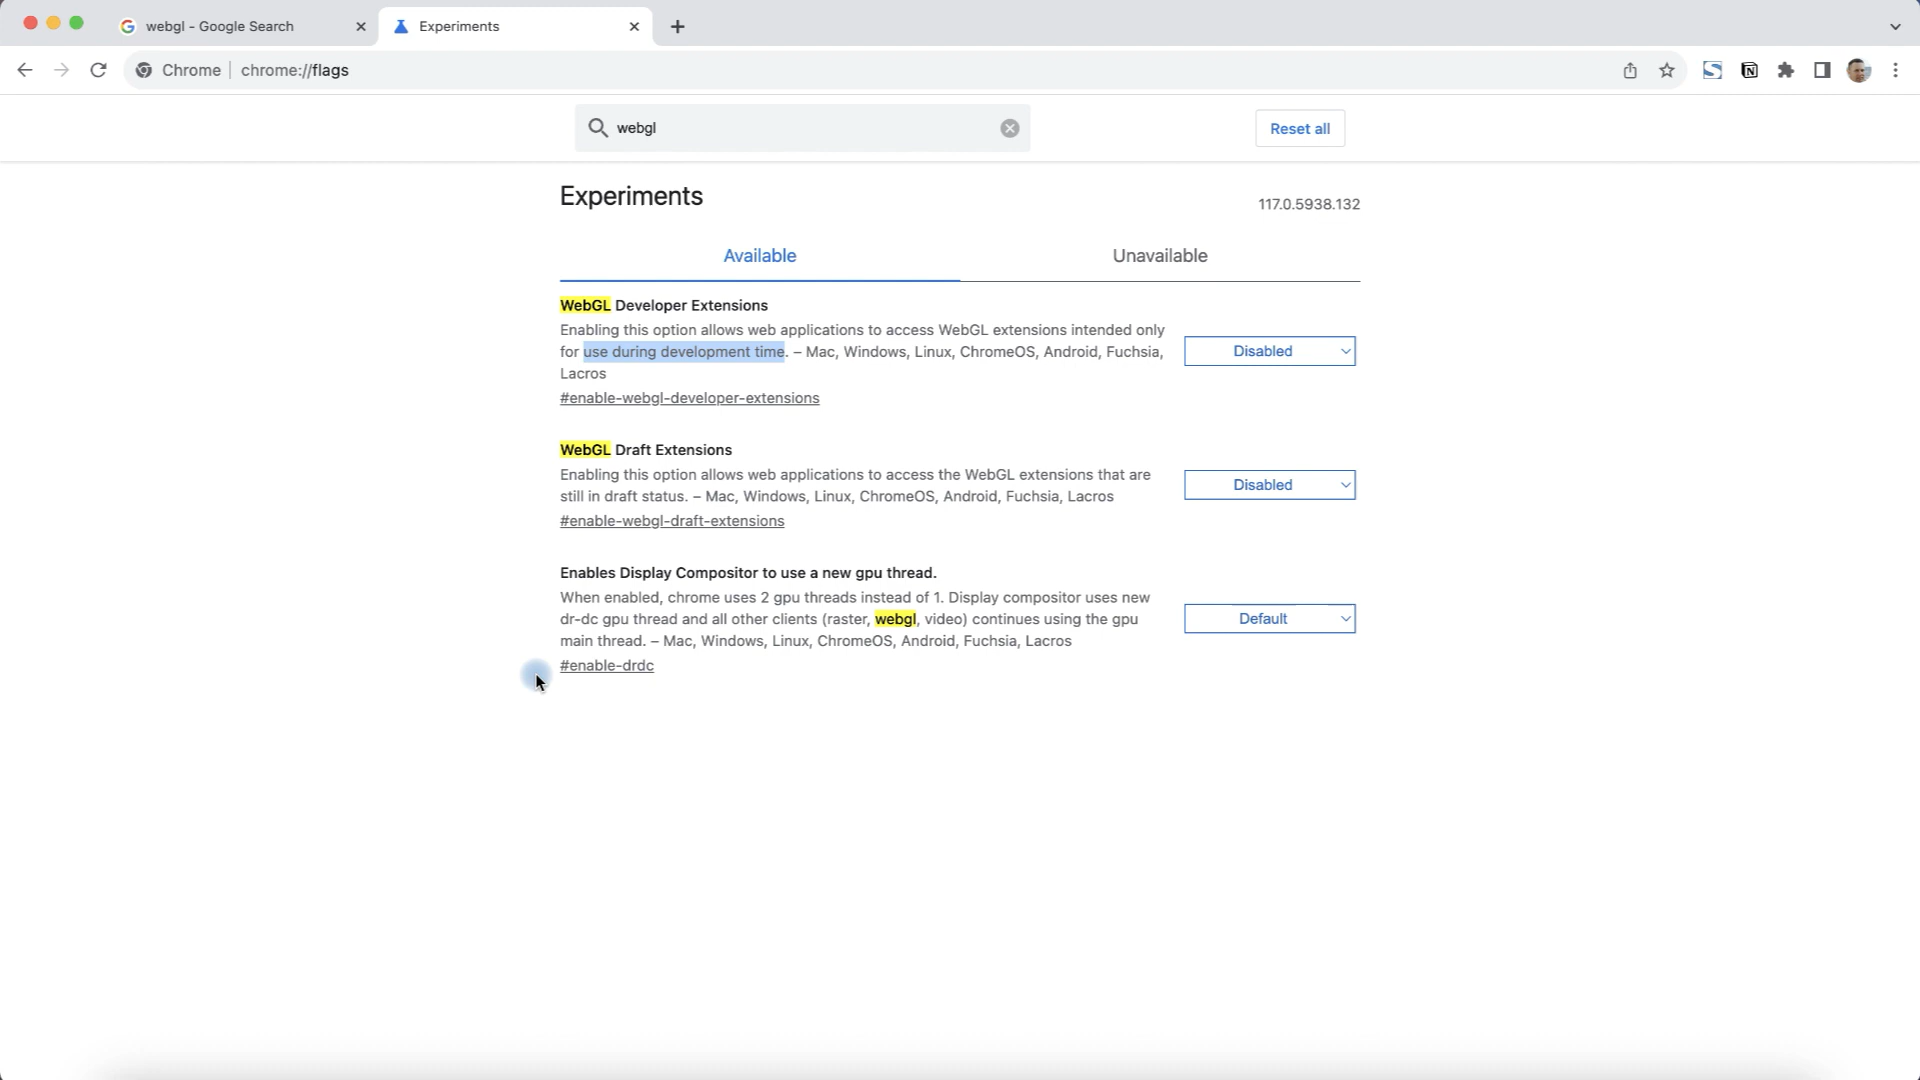 webgl - Google Search
Experiments
Chrome | chrome://flags
webgl
Reset all
Experiments
117.0.5938.132
Available
Unavailable
WebGL Developer Extensions
Enabling this option allows web applications to access WebGL extensions intended only
for use during development time. – Mac, Windows, Linux, ChromeOS, Android, Fuchsia,
Lacros
#enable-webgl-developer-extensions
Disabled
WebGL Draft Extensions
Enabling this option allows web applications to access the WebGL extensions that are
still in draft status. – Mac, Windows, Linux, ChromeOS, Android, Fuchsia, Lacros
#enable-webgl-draft-extensions
Disabled
Enables Display Compositor to use a new gpu thread.
When enabled, chrome uses 2 gpu threads instead of 1. Display compositor uses new
dr-dc gpu thread and all other clients (raster, webgl, video) continues using the gpu
main thread. – Mac, Windows, Linux, ChromeOS, Android, Fuchsia, Lacros
#enable-drdc
Default